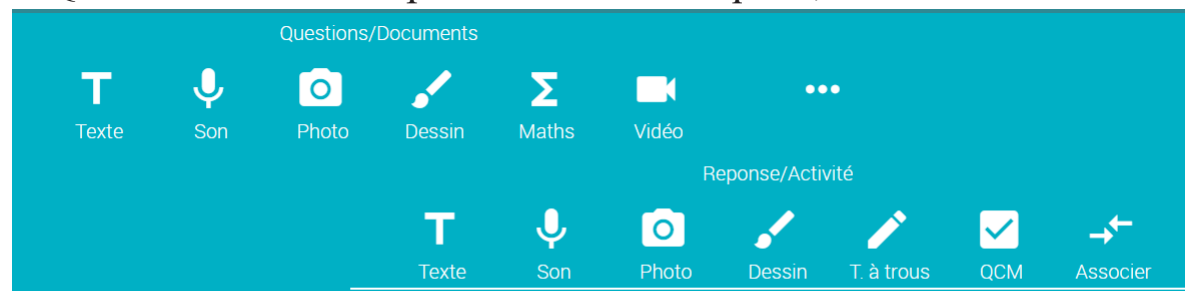 Questions/Documents
Texte Son Photo Dessin Maths Vidéo
Reponse/Activité
Texte Son Photo Dessin T. à trous QCM Associer